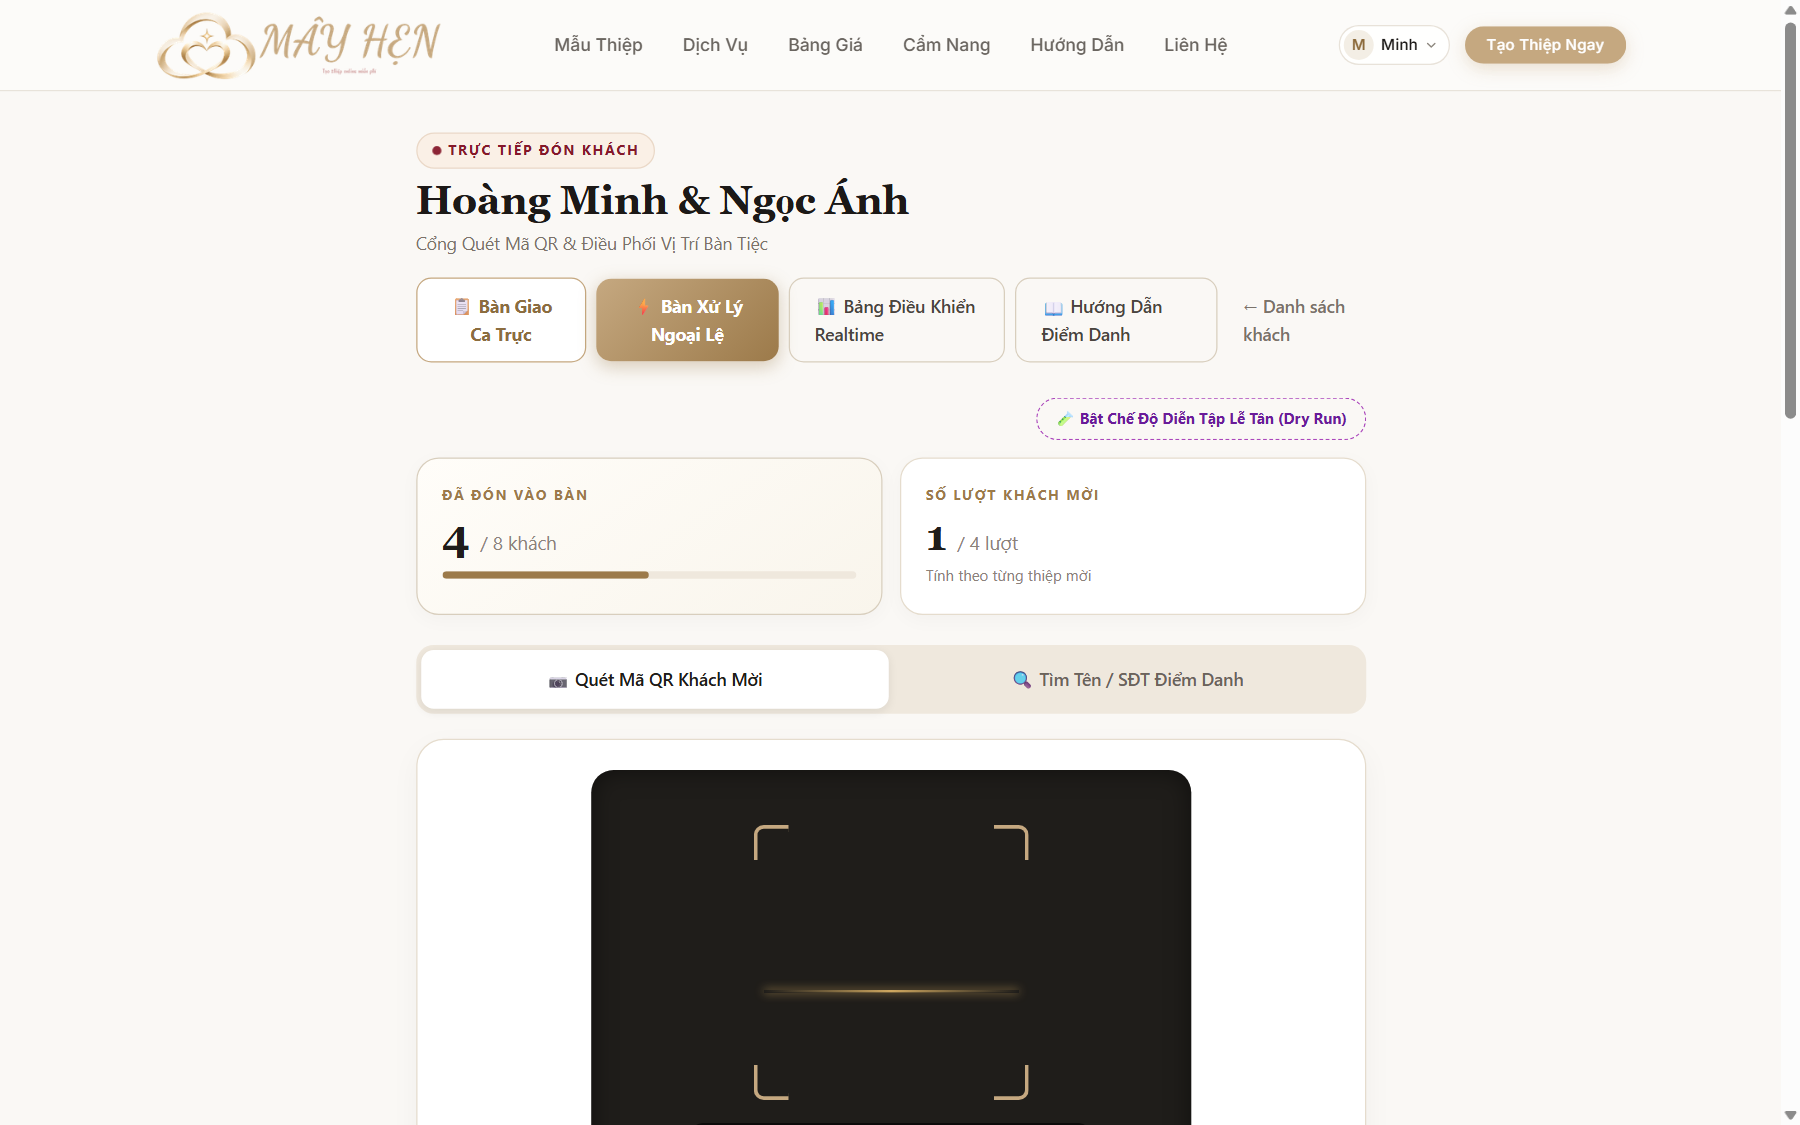 MÂY HẸN
Mẫu Thiệp
Dịch Vụ
Bảng Giá
Cẩm Nang
Hướng Dẫn
Liên Hệ
M Minh
Tạo Thiệp Ngay
TRỰC TIẾP ĐÓN KHÁCH
Hoàng Minh & Ngọc Ánh
Cổng Quét Mã QR & Điều Phối Vị Trí Bàn Tiệc
Bàn Giao
Ca Trực
Bàn Xử Lý
Ngoại Lệ
Bảng Điều Khiển
Realtime
Hướng Dẫn
Điểm Danh
← Danh sách
khách
Bật Chế Độ Diễn Tập Lễ Tân (Dry Run)
ĐÃ ĐÓN VÀO BÀN
4 / 8 khách
SỐ LƯỢT KHÁCH MỜI
1 / 4 lượt
Tính theo từng thiệp mời
Quét Mã QR Khách Mời
Tìm Tên / SĐT Điểm Danh